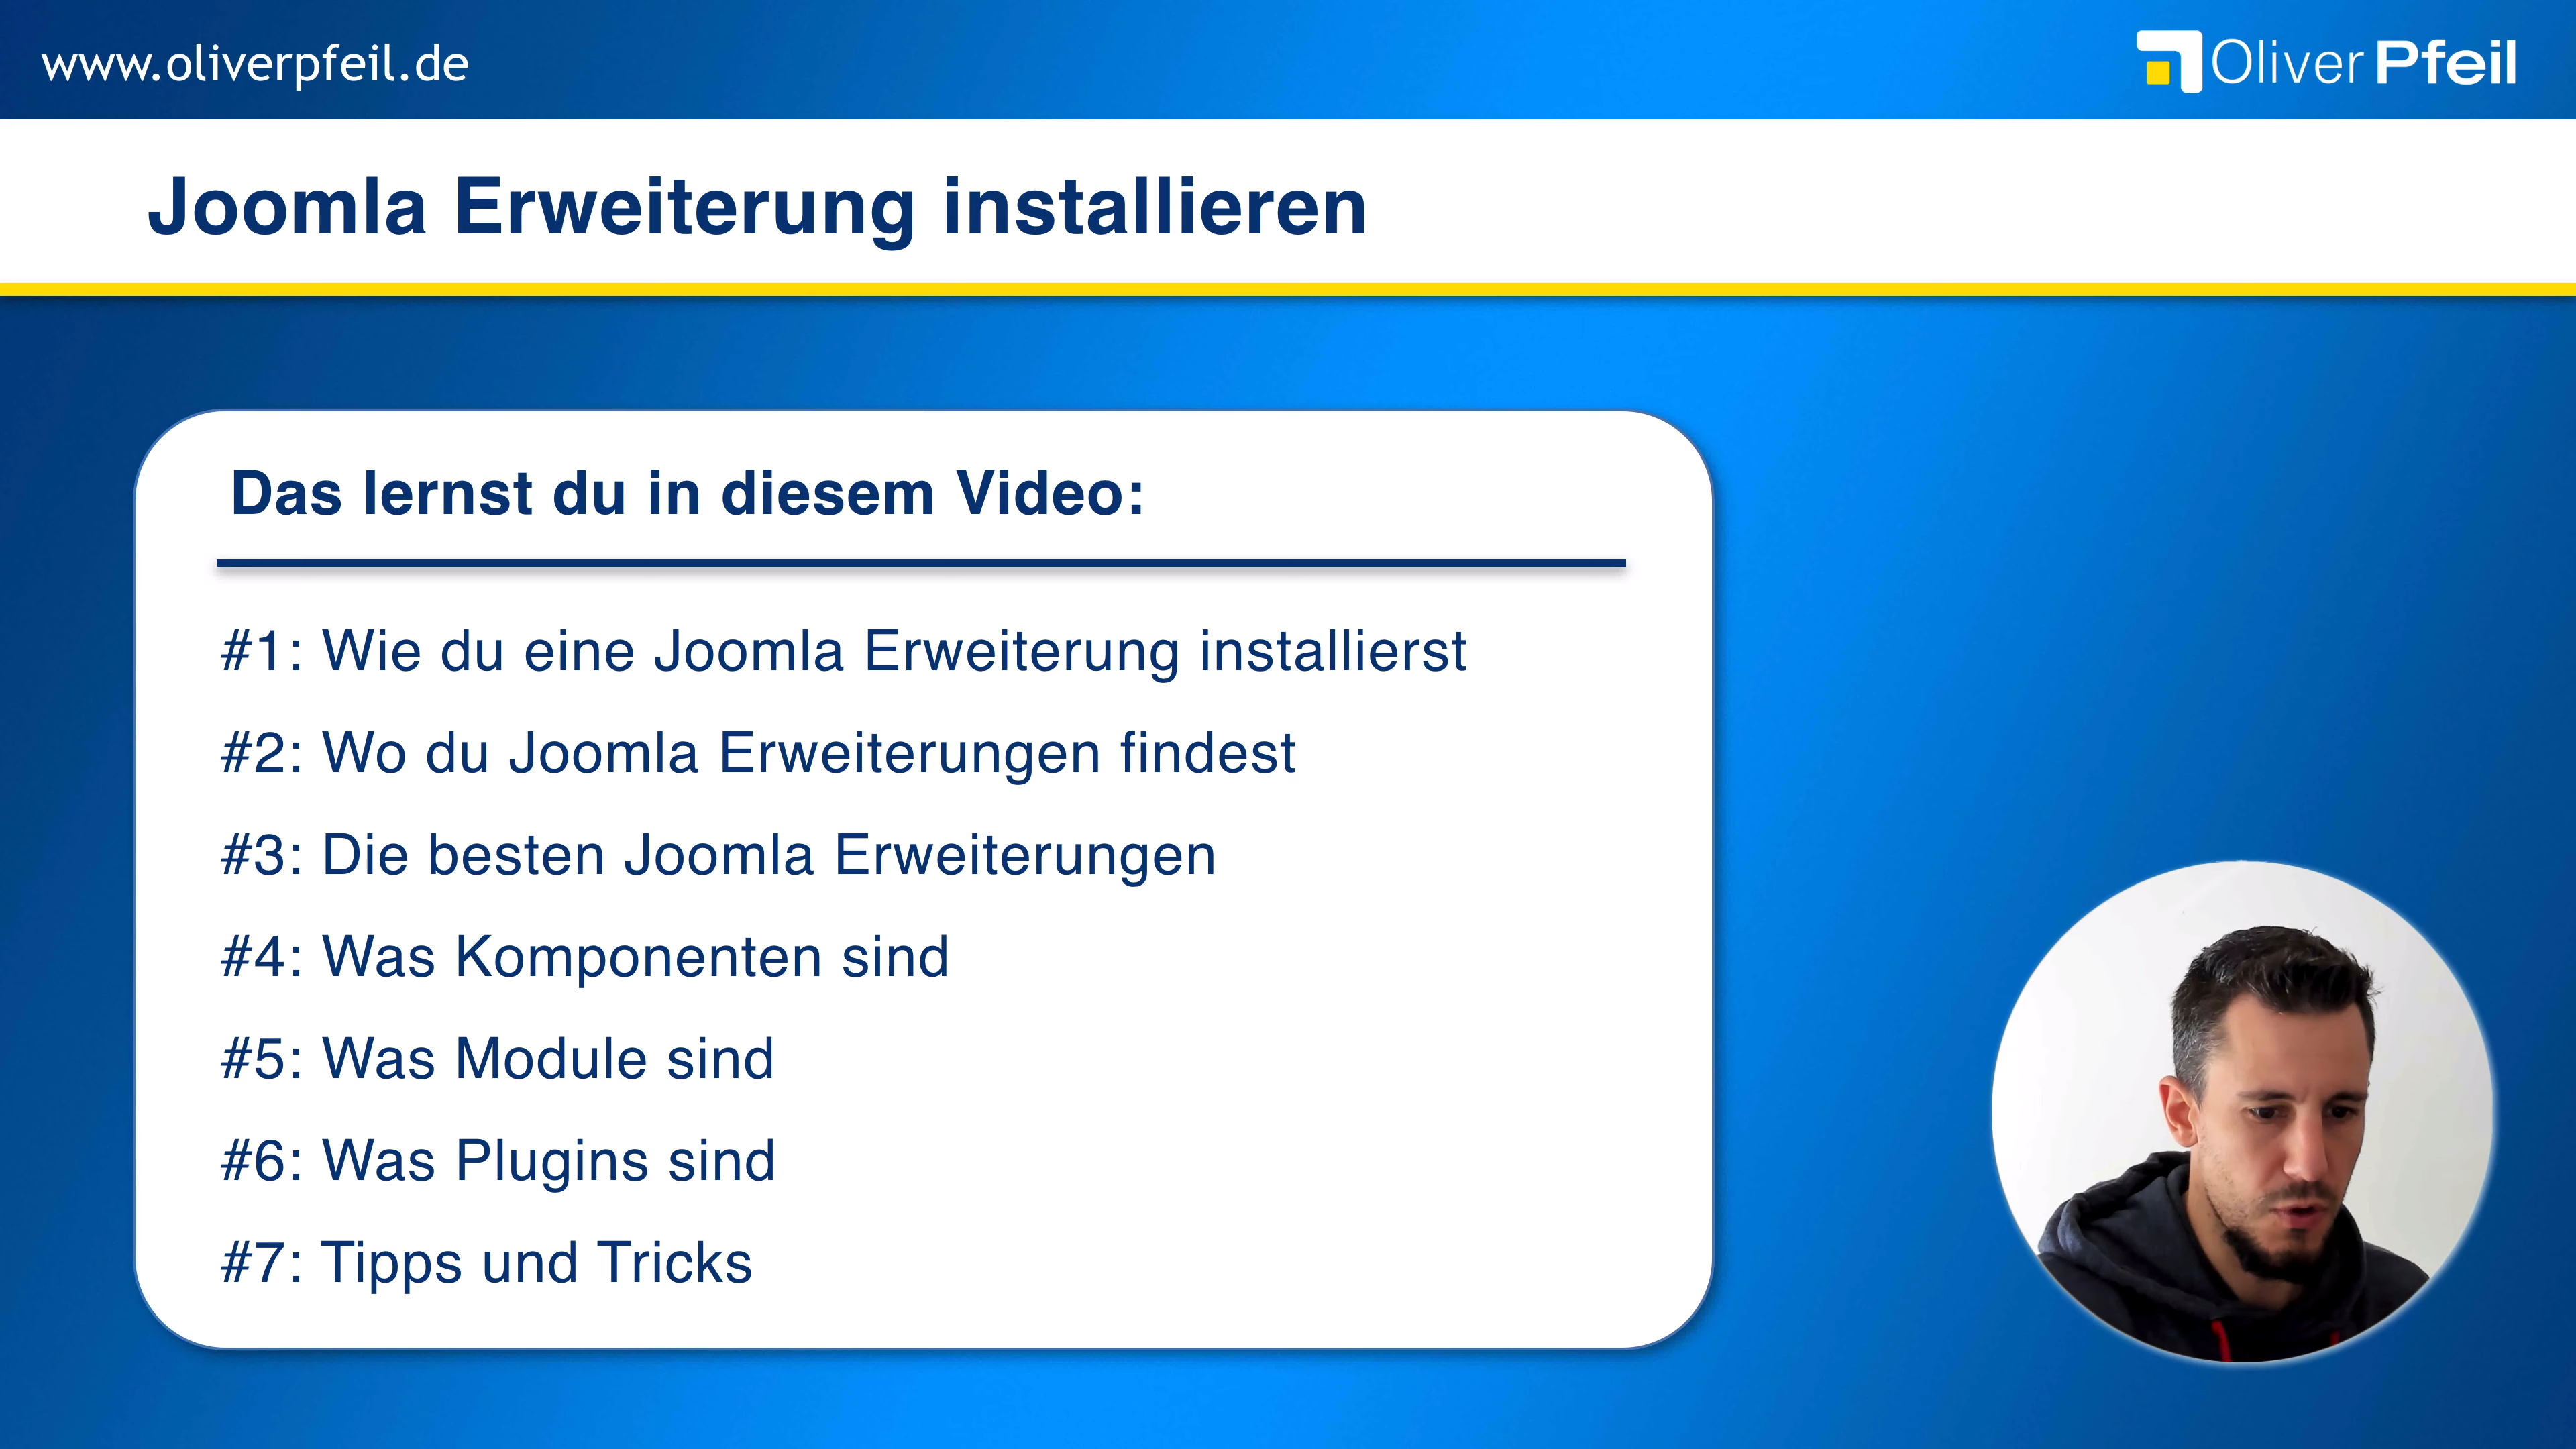 www.oliverpfeil.de
Oliver Pfeil
Joomla Erweiterung installieren
Das lernst du in diesem Video:
#1: Wie du eine Joomla Erweiterung installierst
#2: Wo du Joomla Erweiterungen findest
#3: Die besten Joomla Erweiterungen
#4: Was Komponenten sind
#5: Was Module sind
#6: Was Plugins sind
#7: Tipps und Tricks